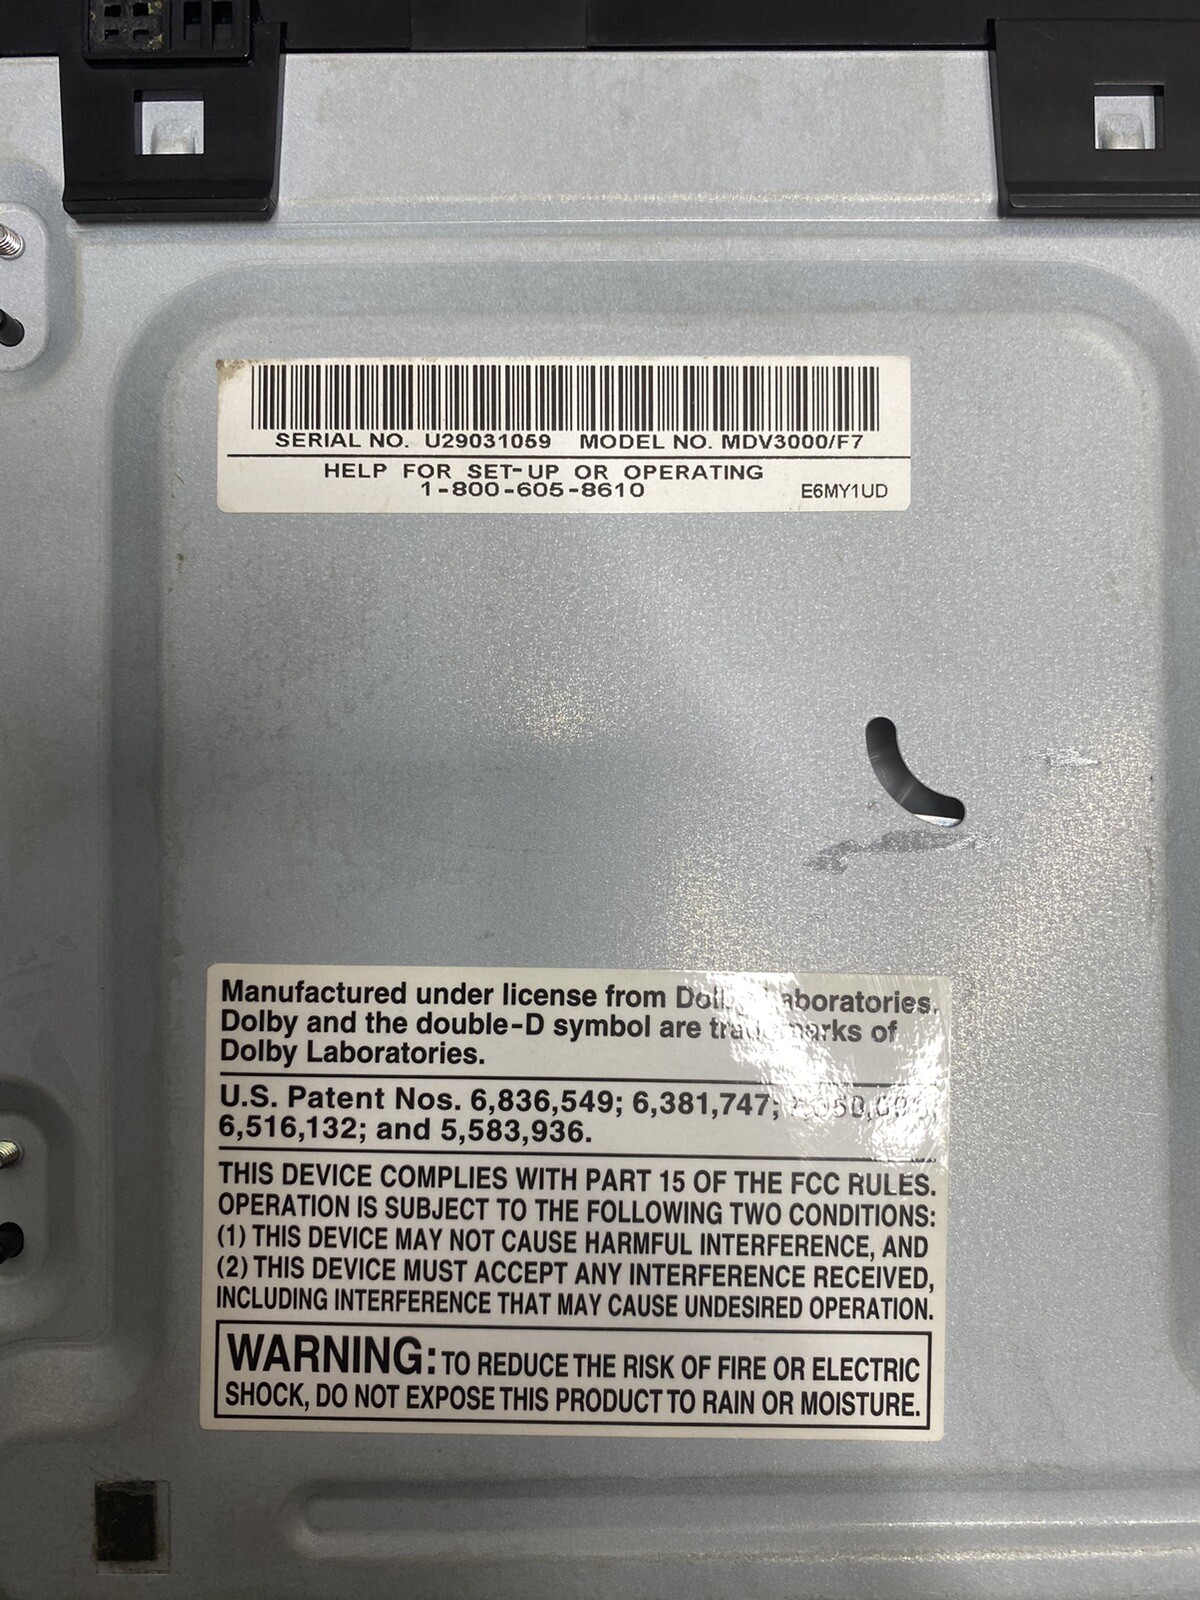 SERIAL NO. U29031059 MODEL NO. MDV3000/F7
HELP FOR SET-UP OR OPERATING
1-800-605-8610 E6MY1UD
Manufactured under license from Dolby Laboratories.
Dolby and the double-D symbol are trademarks of
Dolby Laboratories.
U.S. Patent Nos. 6,836,549; 6,381,747;
6,516,132; and 5,583,936.
THIS DEVICE COMPLIES WITH PART 15 OF THE FCC RULES.
OPERATION IS SUBJECT TO THE FOLLOWING TWO CONDITIONS:
(1) THIS DEVICE MAY NOT CAUSE HARMFUL INTERFERENCE, AND
(2) THIS DEVICE MUST ACCEPT ANY INTERFERENCE RECEIVED,
INCLUDING INTERFERENCE THAT MAY CAUSE UNDESIRED OPERATION.
WARNING: TO REDUCE THE RISK OF FIRE OR ELECTRIC
SHOCK, DO NOT EXPOSE THIS PRODUCT TO RAIN OR MOISTURE.